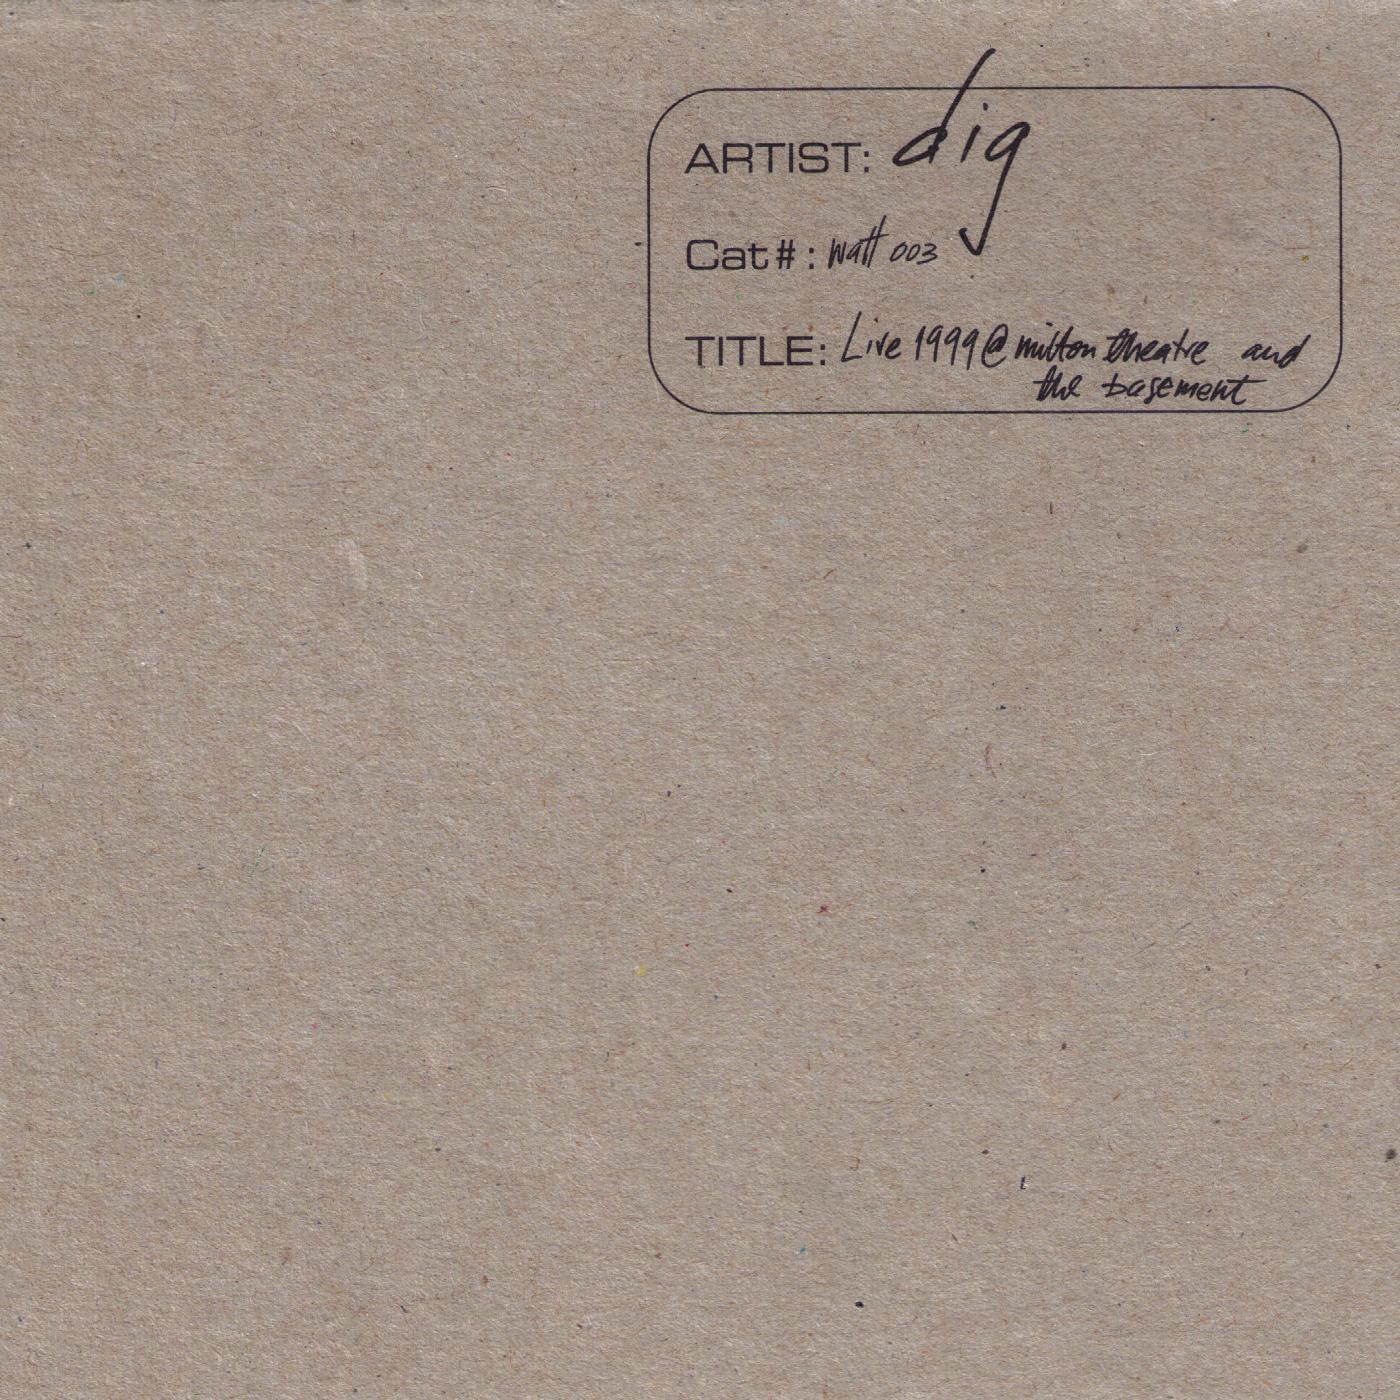 ARTIST: dig
Cat#: watt 003
TITLE: Live 1999 @ milton theatre and
the basement